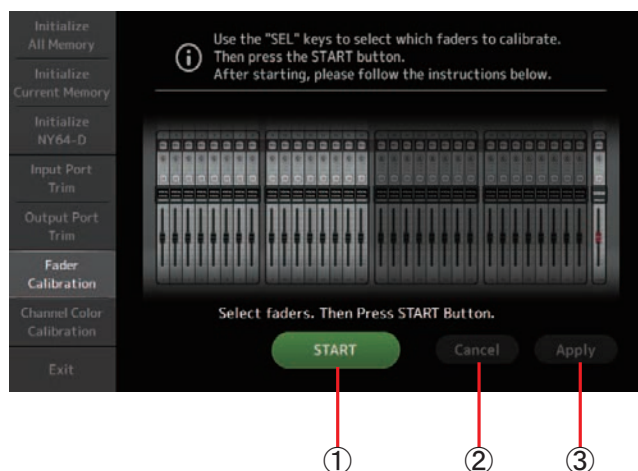 Initialize
All Memory
Initialize
Current Memory
Initialize
NY64-D
Input Port
Trim
Output Port
Trim
Fader
Calibration
Channel Color
Calibration
Exit
Use the "SEL" keys to select which faders to calibrate.
Then press the START button.
After starting, please follow the instructions below.
Select faders. Then Press START Button.
START
Cancel
Apply
①
②
③